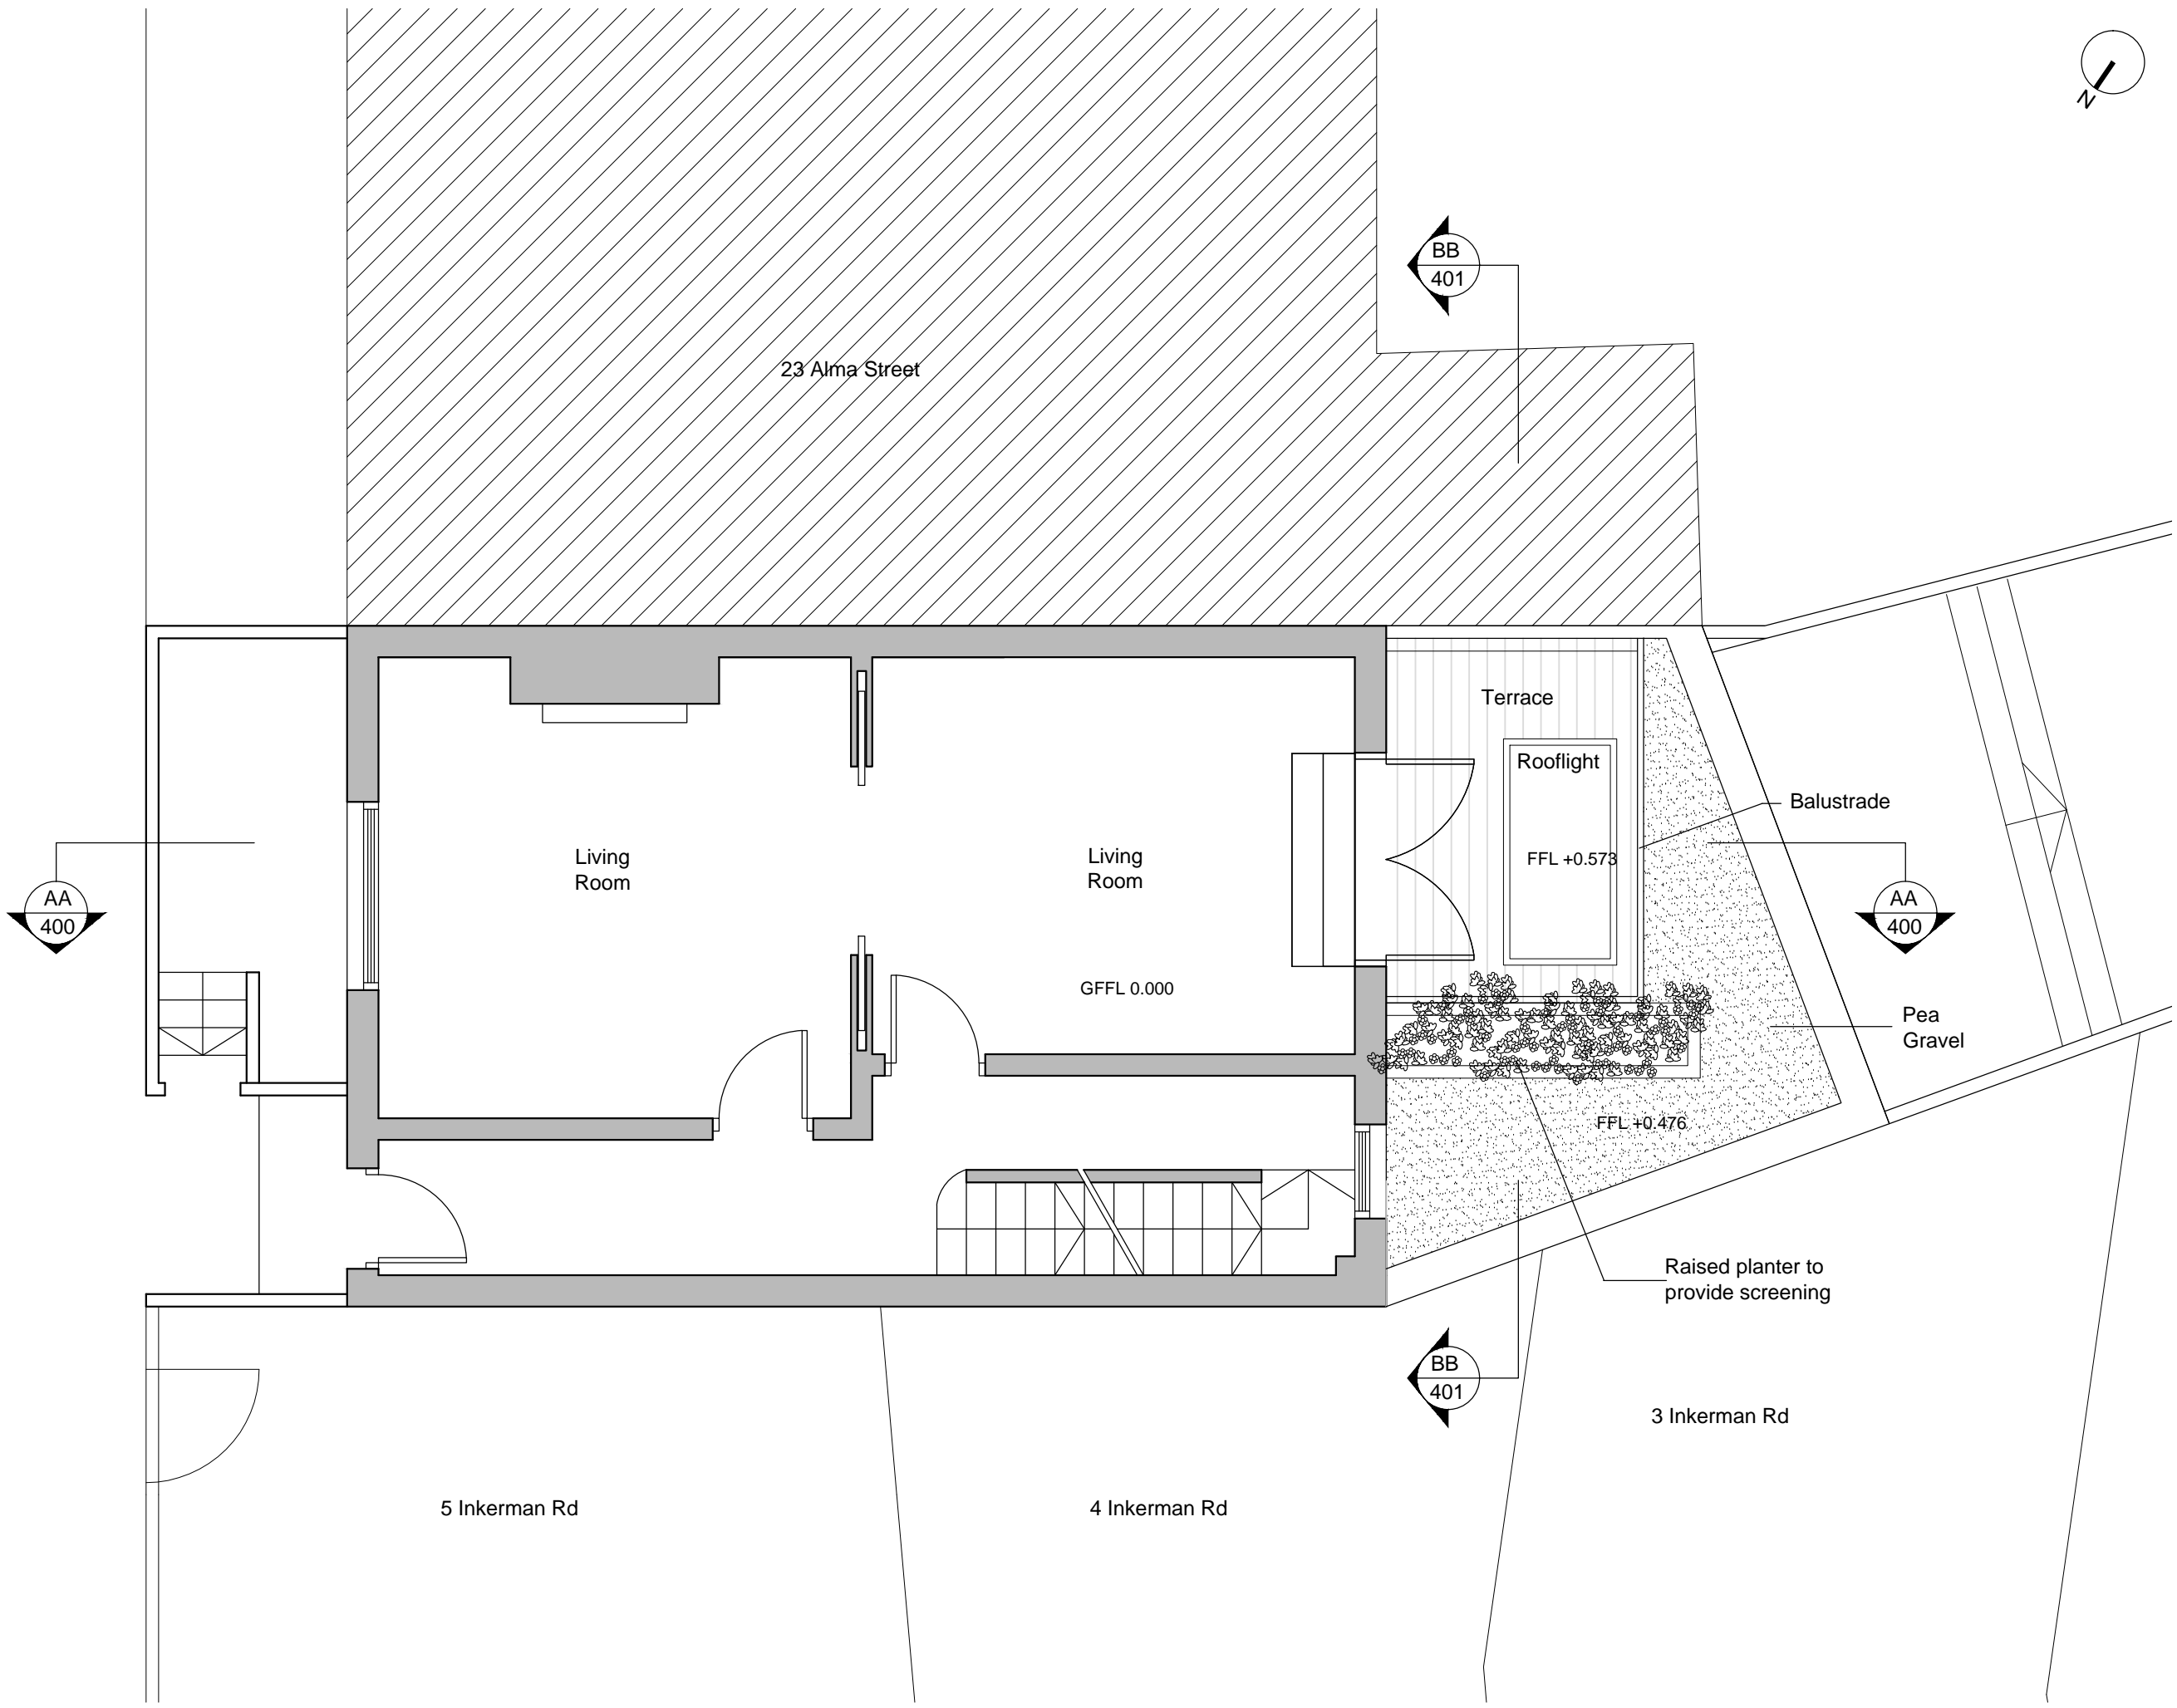 N
BB
401
23 Alma Street
Terrace
Rooflight
Balustrade
Living
Room
Living
Room
FFL +0.573
AA
400
AA
400
GFFL 0.000
Pea
Gravel
FFL +0.476
Raised planter to
provide screening
BB
401
3 Inkerman Rd
5 Inkerman Rd
4 Inkerman Rd